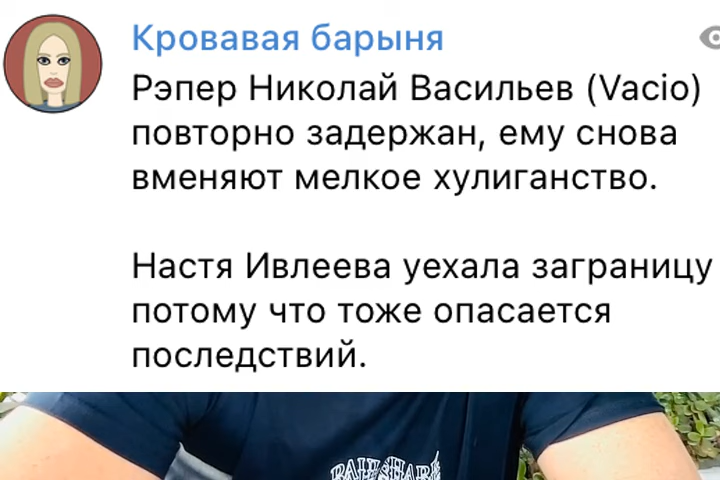 Кровавая барыня
Рэпер Николай Васильев (Vacio)
повторно задержан, ему снова
вменяют мелкое хулиганство.
Настя Ивлеева уехала заграницу
потому что тоже опасается
последствий.